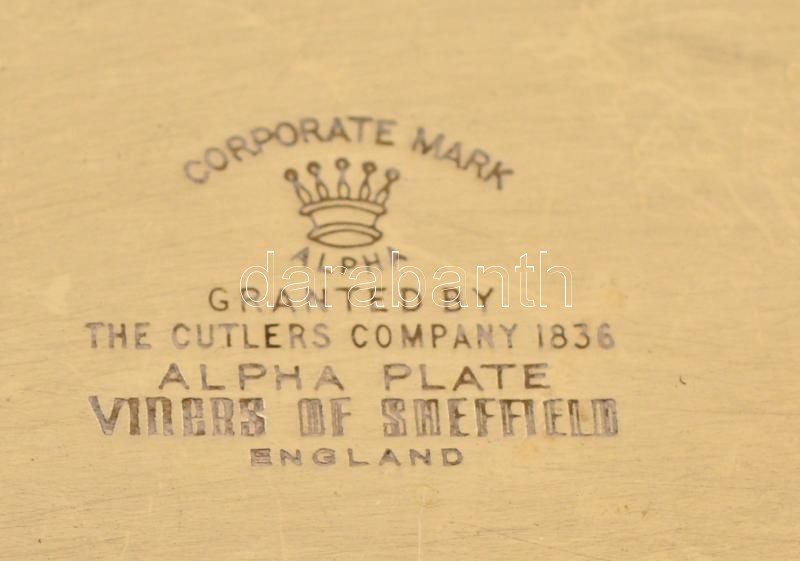 CORPORATE MARK
ALPHA
darabanth
GRANTED BY
THE CUTLERS COMPANY 1836
ALPHA PLATE
VINERS OF SHEFFIELD
ENGLAND